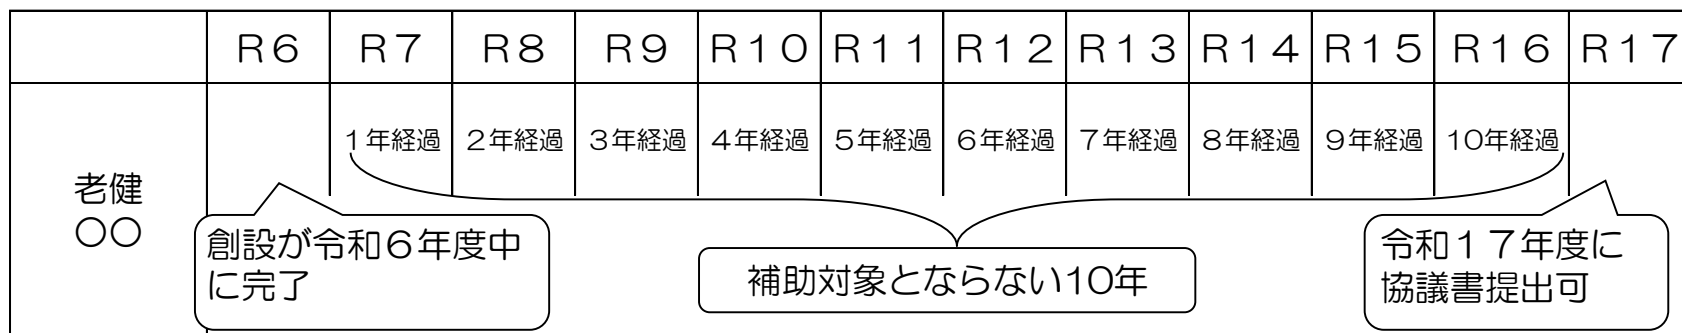 R6 R7 R8 R9 R10 R11 R12 R13 R14 R15 R16 R17
1年経過 2年経過 3年経過 4年経過 5年経過 6年経過 7年経過 8年経過 9年経過 10年経過
老健
○○
創設が令和6年度中
に完了
補助対象とならない10年
令和17年度に
協議書提出可